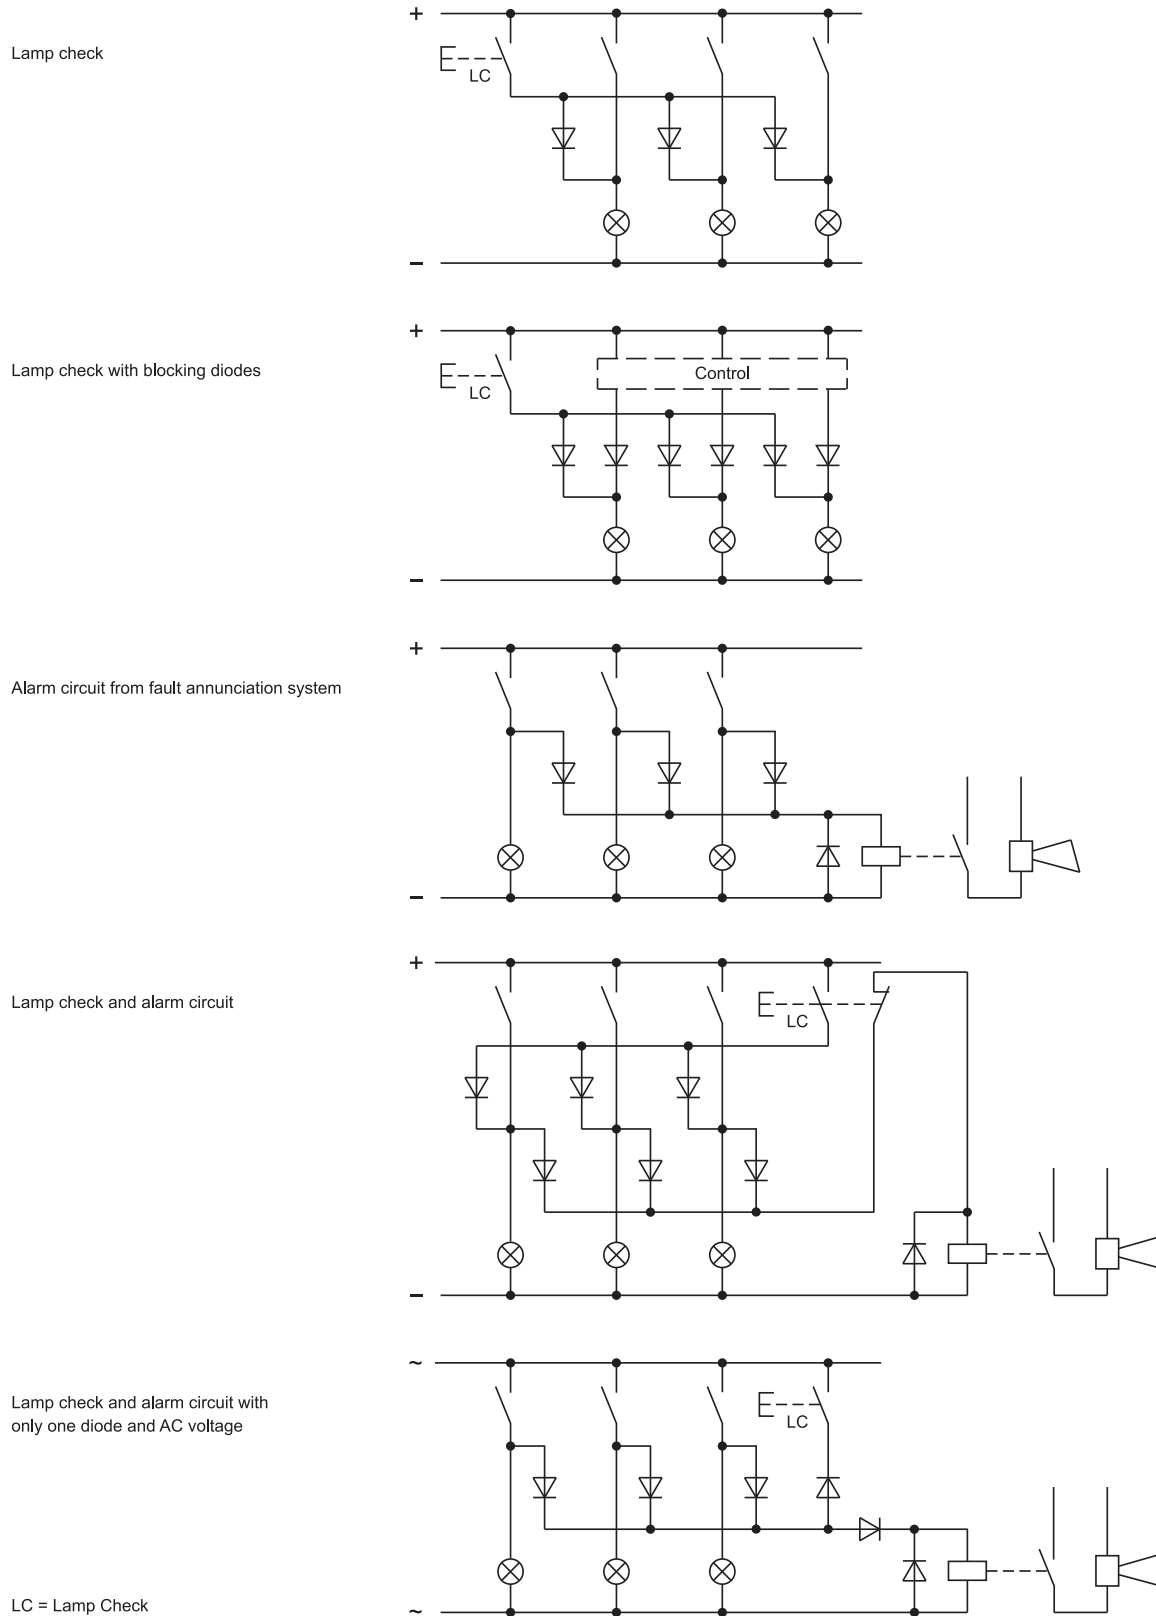 +
Lamp check
LC
−
+
Lamp check with blocking diodes
Control
LC
−
+
Alarm circuit from fault annunciation system
−
+
Lamp check and alarm circuit
LC
−
~
Lamp check and alarm circuit with
only one diode and AC voltage
LC
LC = Lamp Check
~